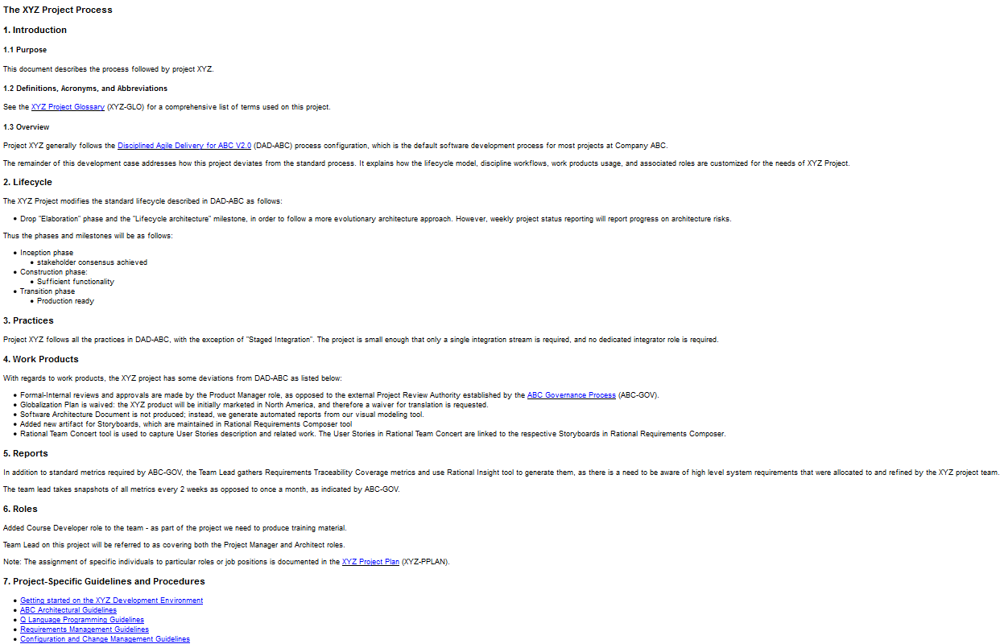 The XYZ Project Process
1. Introduction
1.1 Purpose
This document describes the process followed by project XYZ.
1.2 Definitions, Acronyms, and Abbreviations
See the XYZ Project Glossary (XYZ-GLO) for a comprehensive list of terms used on this project.
1.3 Overview
Project XYZ generally follows the Disciplined Agile Delivery for ABC V2.0 (DAD-ABC) process configuration, which is the default software development process for most projects at Company ABC.
The remainder of this development case addresses how this project deviates from the standard process. It explains how the lifecycle model, discipline workflows, work products usage, and associated roles are customized for the needs of XYZ Project.
2. Lifecycle
The XYZ Project modifies the standard lifecycle described in DAD-ABC as follows:
• Drop "Elaboration" phase and the "Lifecycle architecture" milestone, in order to follow a more evolutionary architecture approach. However, weekly project status reporting will report progress on architecture risks.
Thus the phases and milestones will be as follows:
• Inception phase
• stakeholder consensus achieved
• Construction phase:
• Sufficient functionality
• Transition phase
• Production ready
3. Practices
Project XYZ follows all the practices in DAD-ABC, with the exception of "Staged Integration". The project is small enough that only a single integration stream is required, and no dedicated integrator role is required.
4. Work Products
With regards to work products, the XYZ project has some deviations from DAD-ABC as listed below:
• Formal-Internal reviews and approvals are made by the Product Manager role, as opposed to the external Project Review Authority established by the ABC Governance Process (ABC-GOV).
• Globalization Plan is waived: the XYZ product will be initially marketed in North America, and therefore a waiver for translation is requested.
• Software Architecture Document is not produced; instead, we generate automated reports from our visual modeling tool.
• Added new artifact for Storyboards, which are maintained in Rational Requirements Composer tool
• Rational Team Concert tool is used to capture User Stories description and related work. The User Stories in Rational Team Concert are linked to the respective Storyboards in Rational Requirements Composer.
5. Reports
In addition to standard metrics required by ABC-GOV, the Team Lead gathers Requirements Traceability Coverage metrics and use Rational Insight tool to generate them, as there is a need to be aware of high level system requirements that were allocated to and refined by the XYZ project team.
The team lead takes snapshots of all metrics every 2 weeks as opposed to once a month, as indicated by ABC-GOV.
6. Roles
Added Course Developer role to the team - as part of the project we need to produce training material.
Team Lead on this project will be referred to as covering both the Project Manager and Architect roles.
Note: The assignment of specific individuals to particular roles or job positions is documented in the XYZ Project Plan (XYZ-PPLAN).
7. Project-Specific Guidelines and Procedures
• Getting started on the XYZ Development Environment
• ABC Architectural Guidelines
• Q Language Programming Guidelines
• Requirements Management Guidelines
• Configuration and Change Management Guidelines